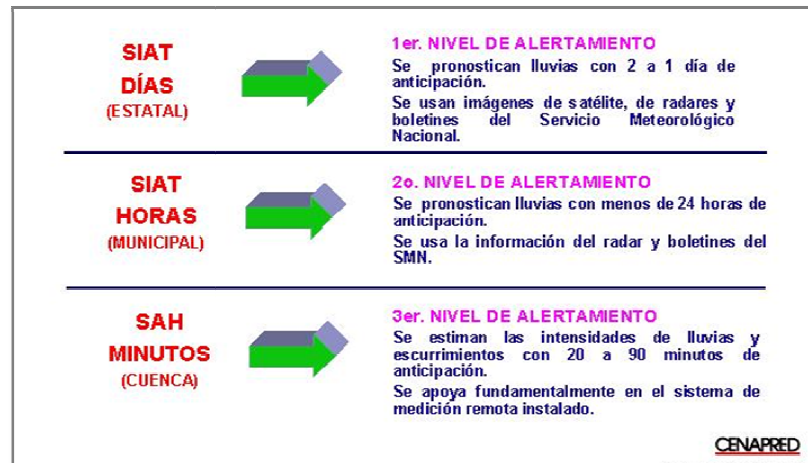 SIAT
DÍAS
(ESTATAL)
1er. NIVEL DE ALERTAMIENTO
Se pronostican lluvias con 2 a 1 día de
anticipación.
Se usan imágenes de satélite, de radares y
boletines del Servicio Meteorológico
Nacional.
SIAT
HORAS
(MUNICIPAL)
2o. NIVEL DE ALERTAMIENTO
Se pronostican lluvias con menos de 24 horas de
anticipación.
Se usa la información del radar y boletines del
SMN.
SAH
MINUTOS
(CUENCA)
3er. NIVEL DE ALERTAMIENTO
Se estiman las intensidades de lluvias y
escurrimientos con 20 a 90 minutos de
anticipación.
Se apoya fundamentalmente en el sistema de
medición remota instalado.
CENAPRED